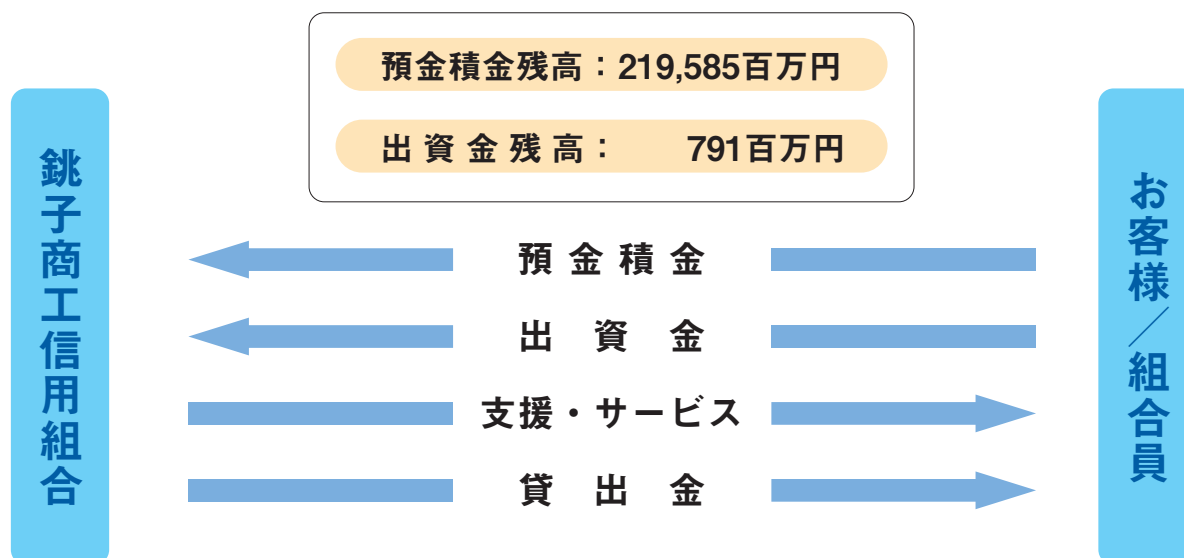 預金積金残高：219,585百万円
出資金残高：　791百万円
銚子商工信用組合
お客様／組合員
預金積金
出資金
支援・サービス
貸出金